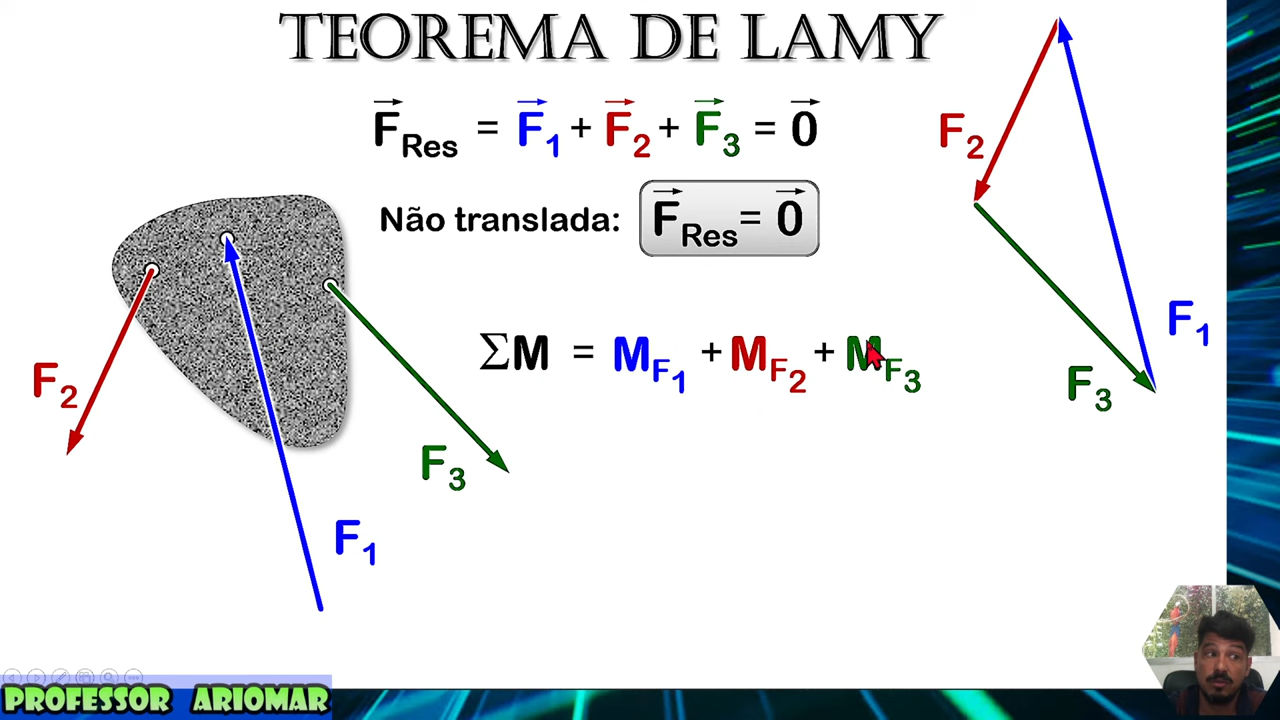 TEOREMA DE LAMY
F⃗Res = F⃗1 + F⃗2 + F⃗3 = 0⃗
Não translada: F⃗Res = 0⃗
ΣM = MF1 + MF2 + MF3
F2
F3
F1
F2
F1
F3
PROFESSOR ARIOMAR